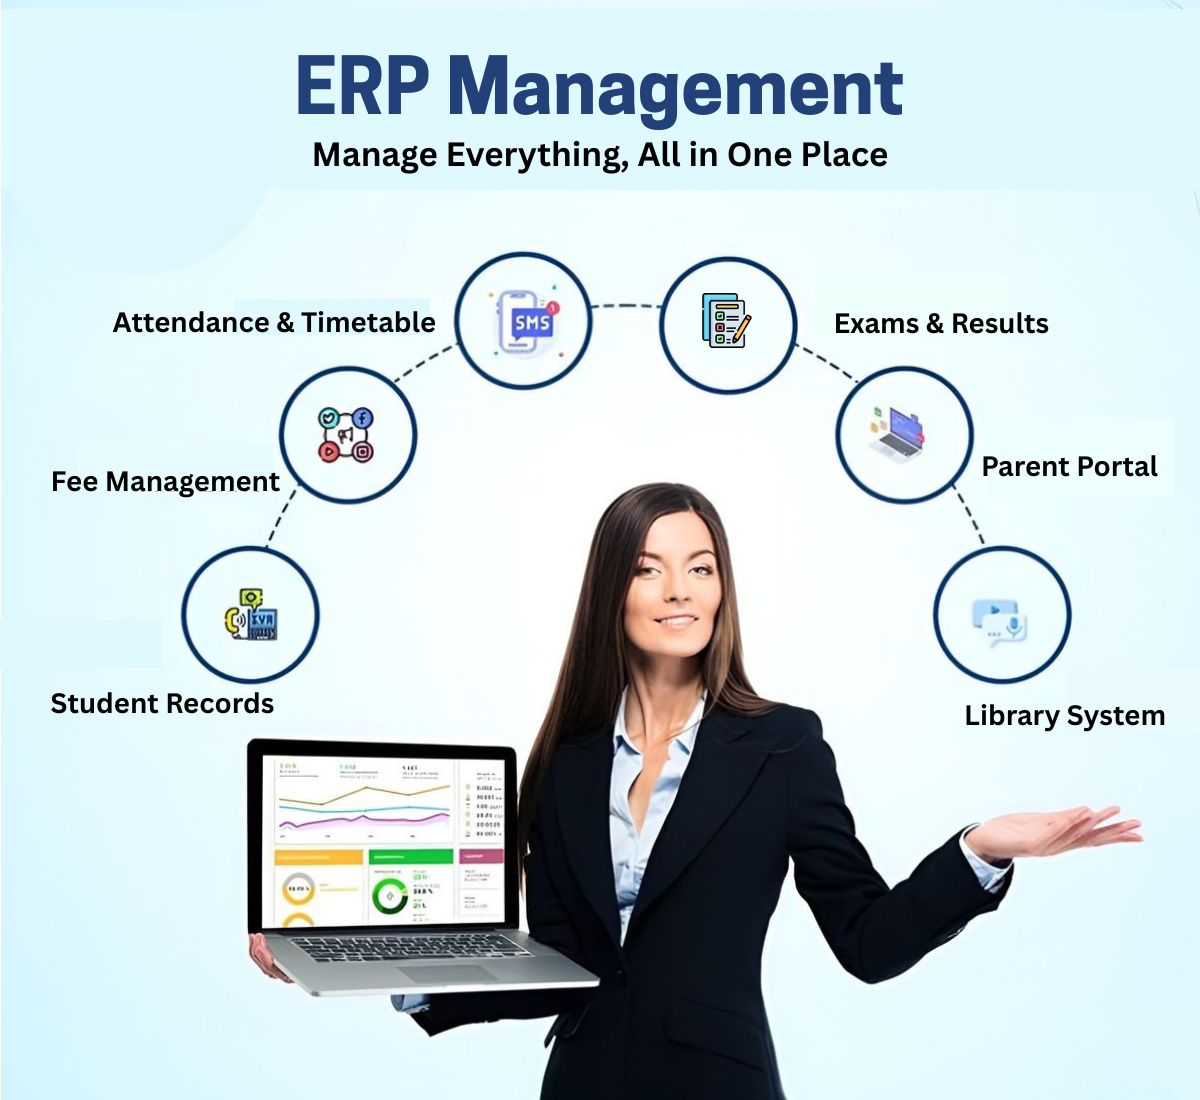 ERP Management
Manage Everything, All in One Place
SMS
Attendance & Timetable
Exams & Results
Fee Management
Parent Portal
IVR
Student Records
Library System